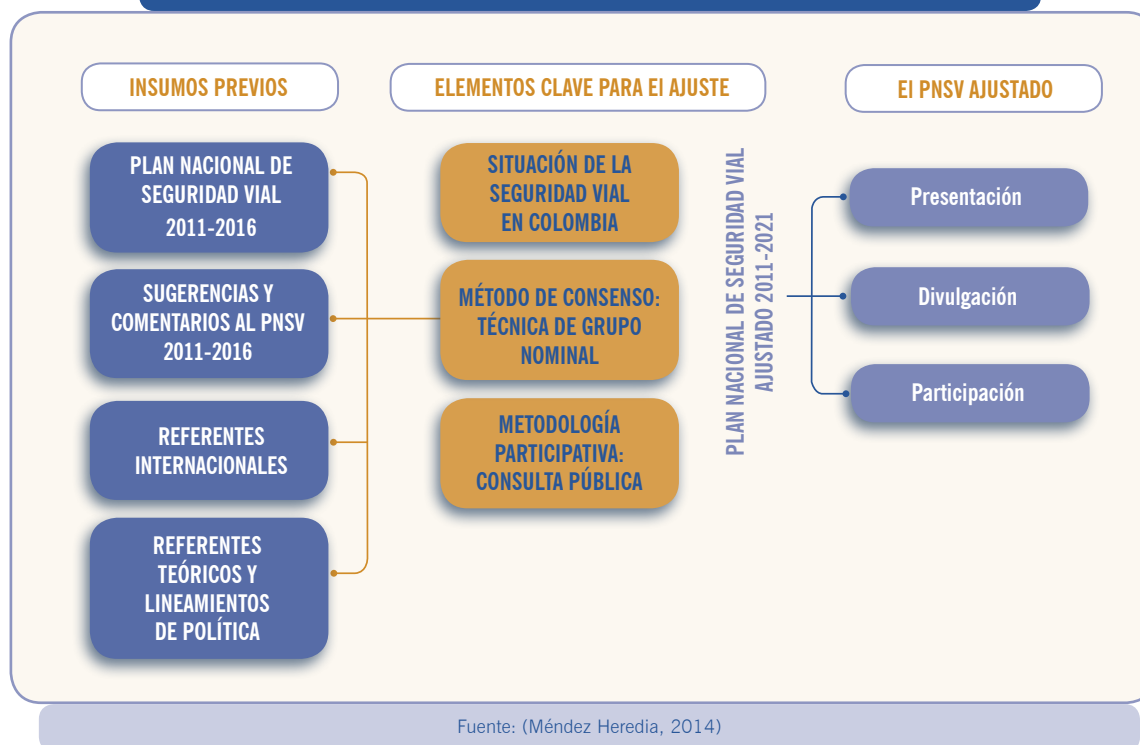 INSUMOS PREVIOS
PLAN NACIONAL DE
SEGURIDAD VIAL
2011-2016
SUGERENCIAS Y
COMENTARIOS AL PNSV
2011-2016
REFERENTES
INTERNACIONALES
REFERENTES
TEÓRICOS Y
LINEAMIENTOS
DE POLÍTICA
ELEMENTOS CLAVE PARA El AJUSTE
SITUACIÓN DE LA
SEGURIDAD VIAL
EN COLOMBIA
MÉTODO DE CONSENSO:
TÉCNICA DE GRUPO
NOMINAL
METODOLOGÍA
PARTICIPATIVA:
CONSULTA PÚBLICA
PLAN NACIONAL DE SEGURIDAD VIAL
AJUSTADO 2011-2021
El PNSV AJUSTADO
Presentación
Divulgación
Participación
Fuente: (Méndez Heredia, 2014)